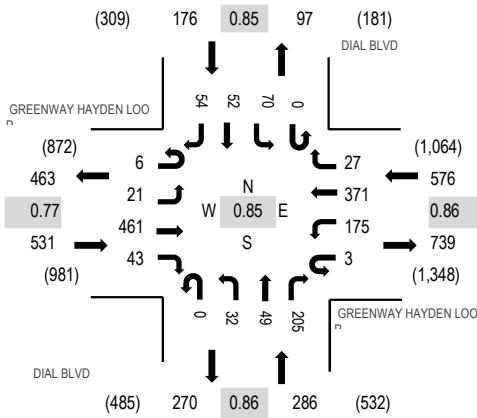 (309) 176 0.85 97 (181)
DIAL BLVD
54 52 70 0
GREENWAY HAYDEN LOO
(872) (1,064)
463 6 27 576
21 371
N
0.77 W 0.85 E 0.86
461 175
S
531 43 3 739
(981) (1,348)
0 32 49 205
GREENWAY HAYDEN LOO
DIAL BLVD
(485) 270 0.86 286 (532)